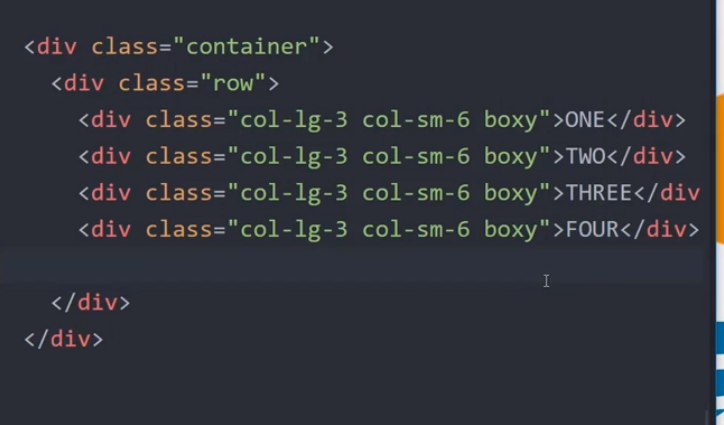 <div class="container">
<div class="row">
<div class="col-lg-3 col-sm-6 boxy">ONE</div>
<div class="col-lg-3 col-sm-6 boxy">TWO</div>
<div class="col-lg-3 col-sm-6 boxy">THREE</div
<div class="col-lg-3 col-sm-6 boxy">FOUR</div>
</div>
</div>